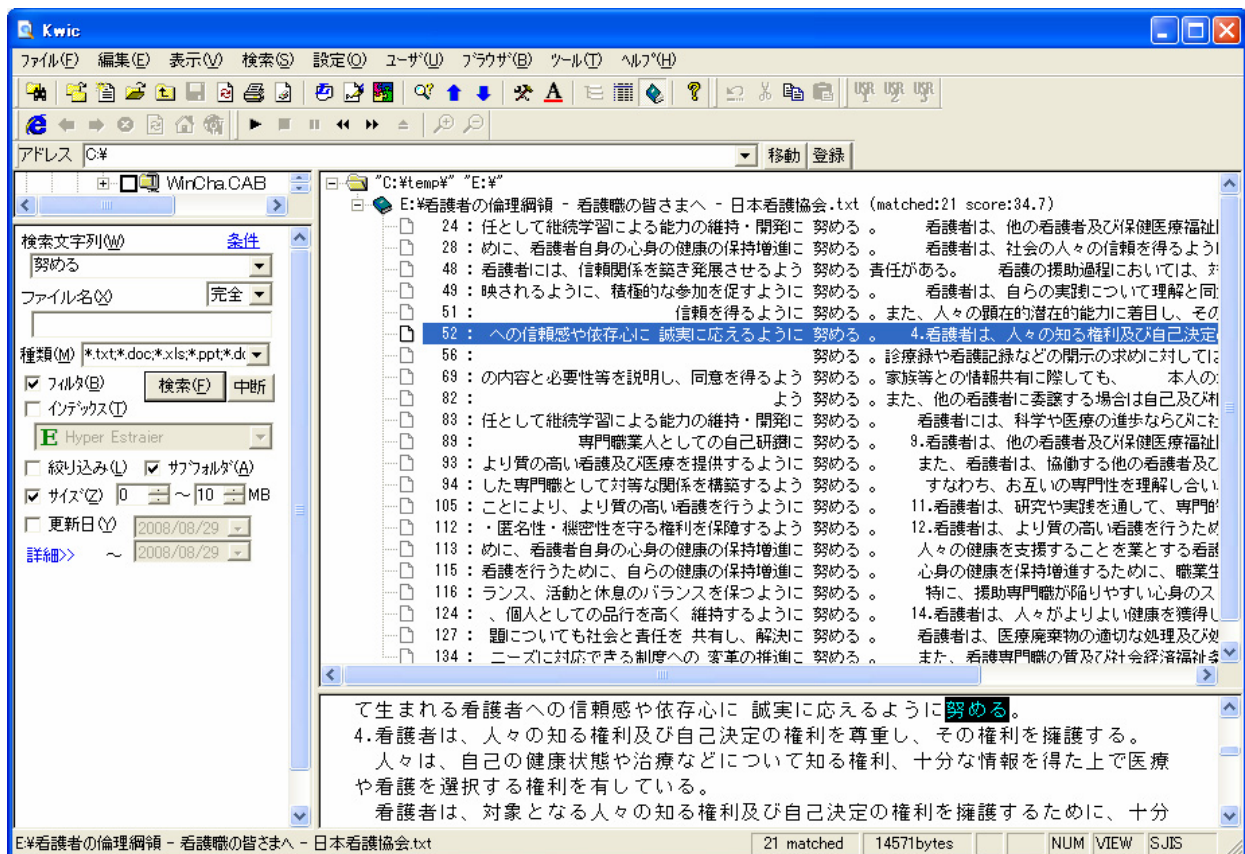 Kwic
ファイル(F) 編集(E) 表示(V) 検索(S) 設定(O) ユーザ(U) ブラウザ(B) ツール(T) ヘルプ(H)
USR USR USR
アドレス C:¥ 移動 登録
WinCha.CAB
検索文字列(W) 条件
努める
ファイル名(X) 完全
種類(M) *.txt;*.doc;*.xls;*.ppt;*.dc
フィルタ(B) 検索(F) 中断
インデックス(T)
E Hyper Estraier
絞り込み(L) サブフォルダ(A)
サイズ(Z) 0 ～ 10 MB
更新日(Y) 2008/08/29
詳細>> ～ 2008/08/29
"C:¥temp¥" "E:¥"
E:¥看護者の倫理綱領 - 看護職の皆さまへ - 日本看護協会.txt (matched:21 score:34.7)
24 : 任として継続学習による能力の維持・開発に 努める 。 看護者は、他の看護者及び保健医療福祉
28 : めに、看護者自身の心身の健康の保持増進に 努める 。 看護者は、社会の人々の信頼を得るように
48 : 看護者には、信頼関係を築き発展させるよう 努める 責任がある。 看護の援助過程においては、
49 : 映されるように、積極的な参加を促すように 努める 。 看護者は、自らの実践について理解と同
51 : 信頼を得るように 努める 。また、人々の顕在的潜在的能力に着目し、その
52 : への信頼感や依存心に 誠実に応えるように 努める 。 4.看護者は、人々の知る権利及び自己決定
56 : 努める 。診療録や看護記録などの開示の求めに対しては
69 : の内容と必要性等を説明し、同意を得るよう 努める 。家族等との情報共有に際しても、 本人の
82 : よう 努める 。また、他の看護者に委譲する場合は自己及び
83 : 任として継続学習による能力の維持・開発に 努める 。 看護者には、科学や医療の進歩ならびに
89 : 専門職業人としての自己研鑽に 努める 。 9.看護者は、他の看護者及び保健医療福祉
93 : より質の高い看護及び医療を提供するように 努める 。 また、看護者は、協働する他の看護者及び
94 : した専門職として対等な関係を構築するよう 努める 。 すなわち、お互いの専門性を理解し合い
105 : ことにより、より質の高い看護を行うように 努める 。 11.看護者は、研究や実践を通して、専門的
112 : ・匿名性・機密性を守る権利を保障するよう 努める 。 12.看護者は、より質の高い看護を行うため
113 : めに、看護者自身の心身の健康の保持増進に 努める 。 人々の健康を支援することを業とする看護
115 : 看護を行うために、自らの健康の保持増進に 努める 。 心身の健康を保持増進するために、職業生
116 : ランス、活動と休息のバランスを保つように 努める 。 特に、援助専門職が陥りやすい心身のス
124 : 、個人としての品行を高く 維持するように 努める 。 14.看護者は、人々がよりよい健康を獲得し
127 : 題についても社会と責任を 共有し、解決に 努める 。 看護者は、医療廃棄物の適切な処理及び処
134 : ニーズに対応できる制度への 変革の推進に 努める 。 また、看護専門職の質及び社会経済福祉
て生まれる看護者への信頼感や依存心に 誠実に応えるように努める。
4.看護者は、人々の知る権利及び自己決定の権利を尊重し、その権利を擁護する。
人々は、自己の健康状態や治療などについて知る権利、十分な情報を得た上で医療
や看護を選択する権利を有している。
看護者は、対象となる人々の知る権利及び自己決定の権利を擁護するために、十分
E:¥看護者の倫理綱領 - 看護職の皆さまへ - 日本看護協会.txt 21 matched 14571bytes NUM VIEW SJIS